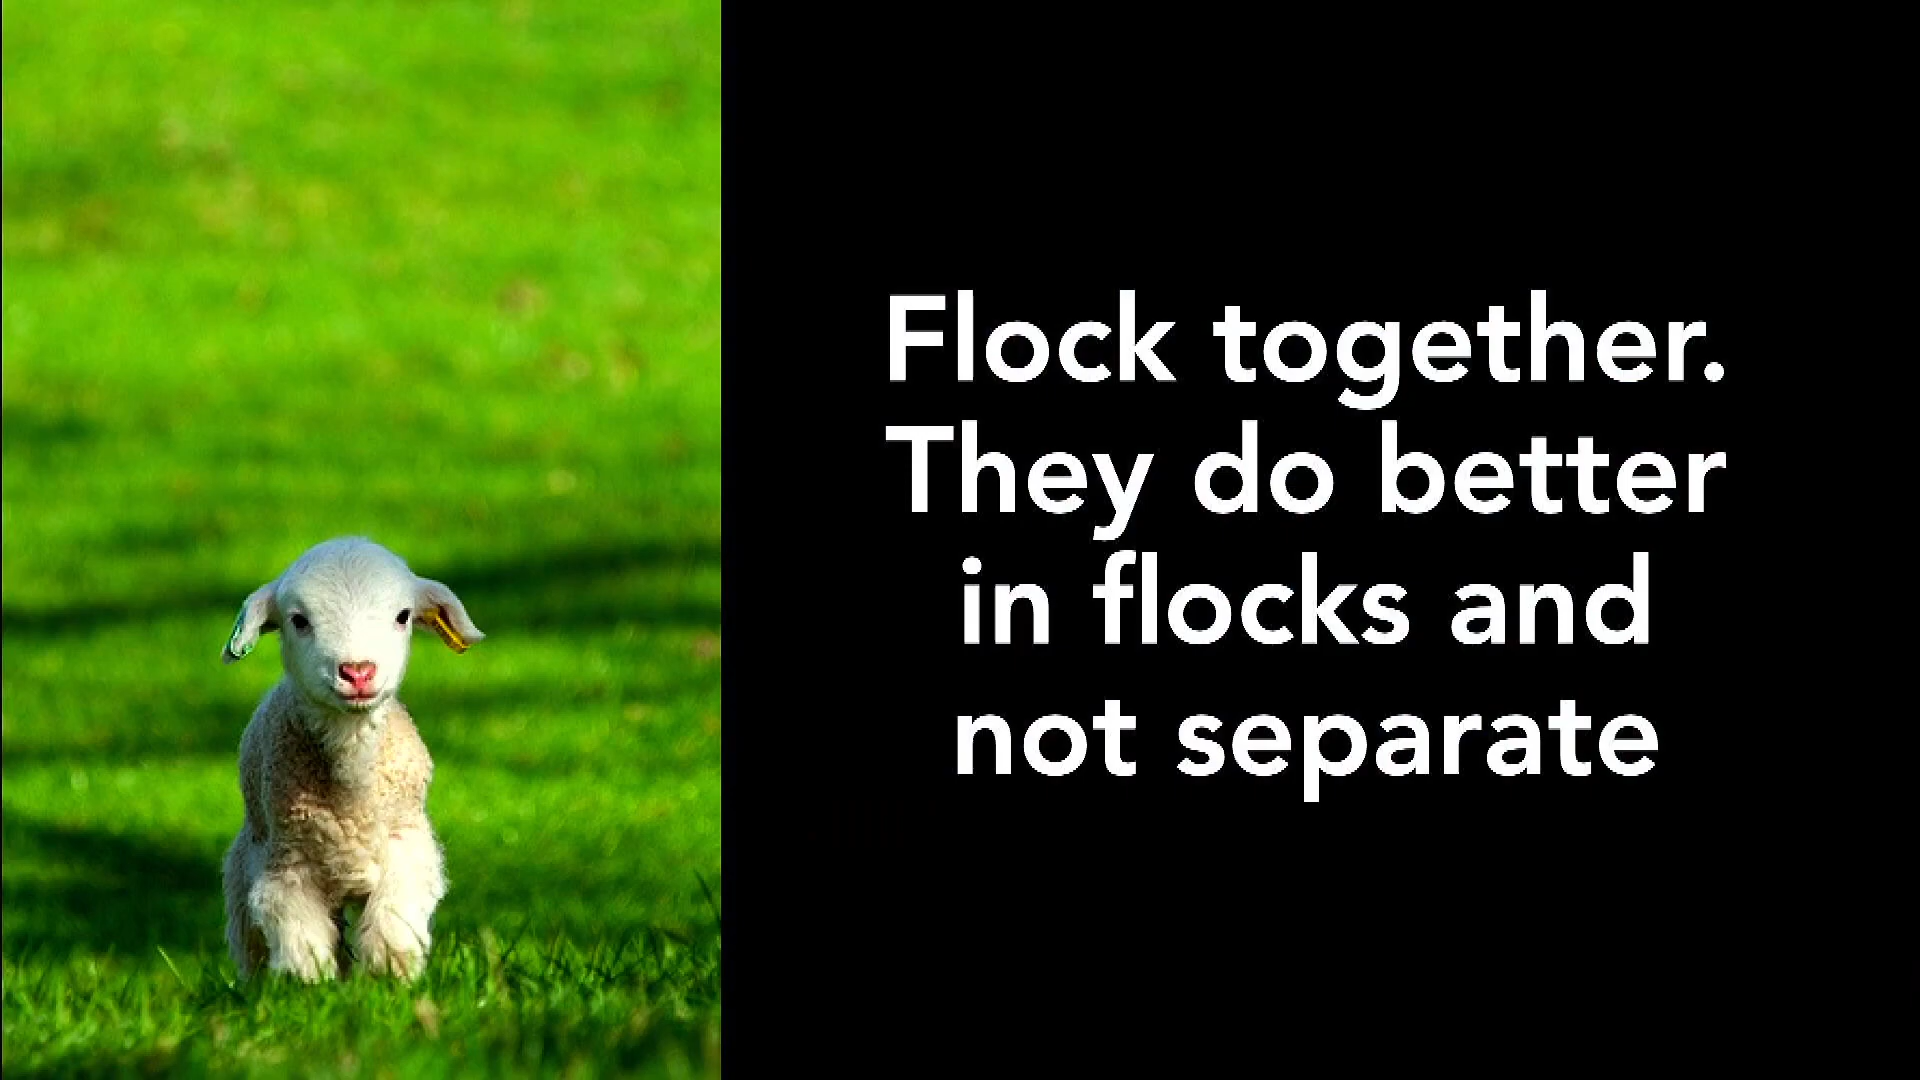 Flock together.
They do better
in flocks and
not separate